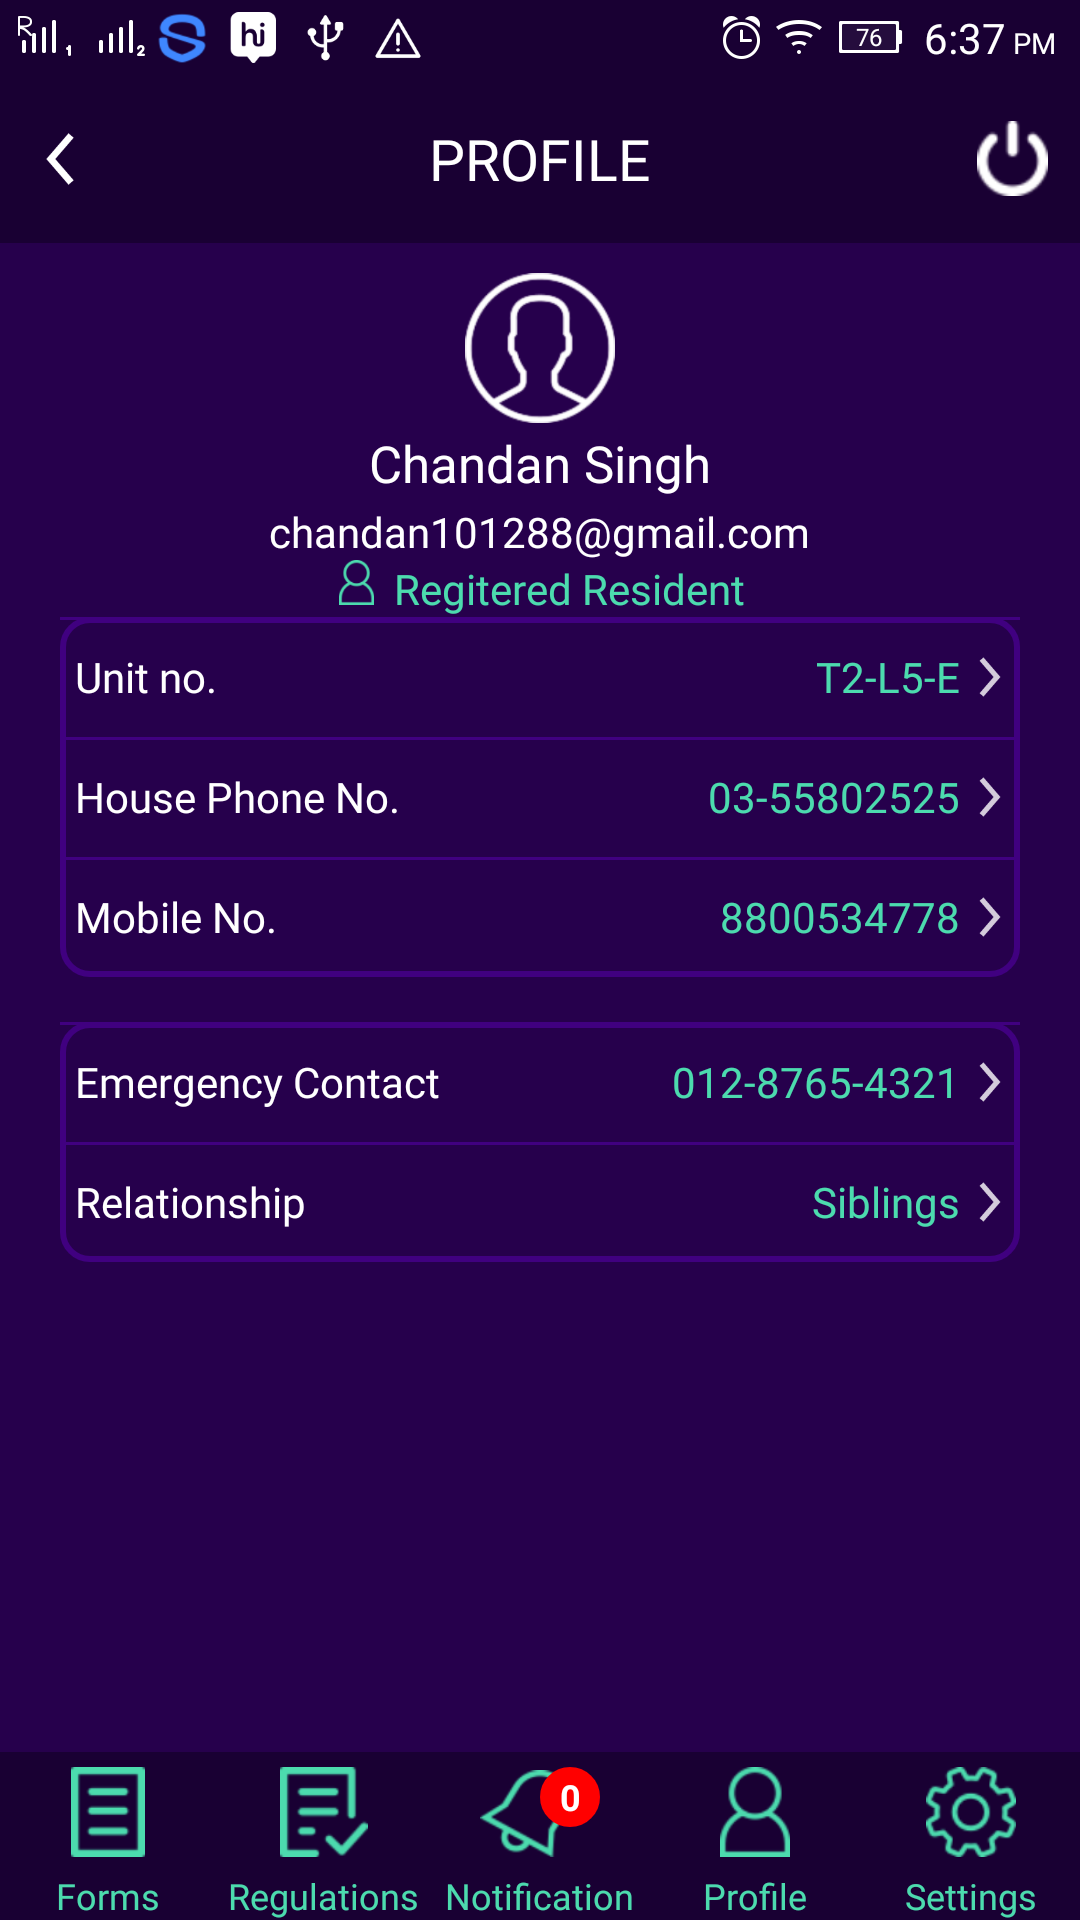 R 1 2 hi 76 6:37 PM
PROFILE
Chandan Singh
chandan101288@gmail.com
Regitered Resident
Unit no. T2-L5-E
House Phone No. 03-55802525
Mobile No. 8800534778
Emergency Contact 012-8765-4321
Relationship Siblings
0
Forms Regulations Notification Profile Settings